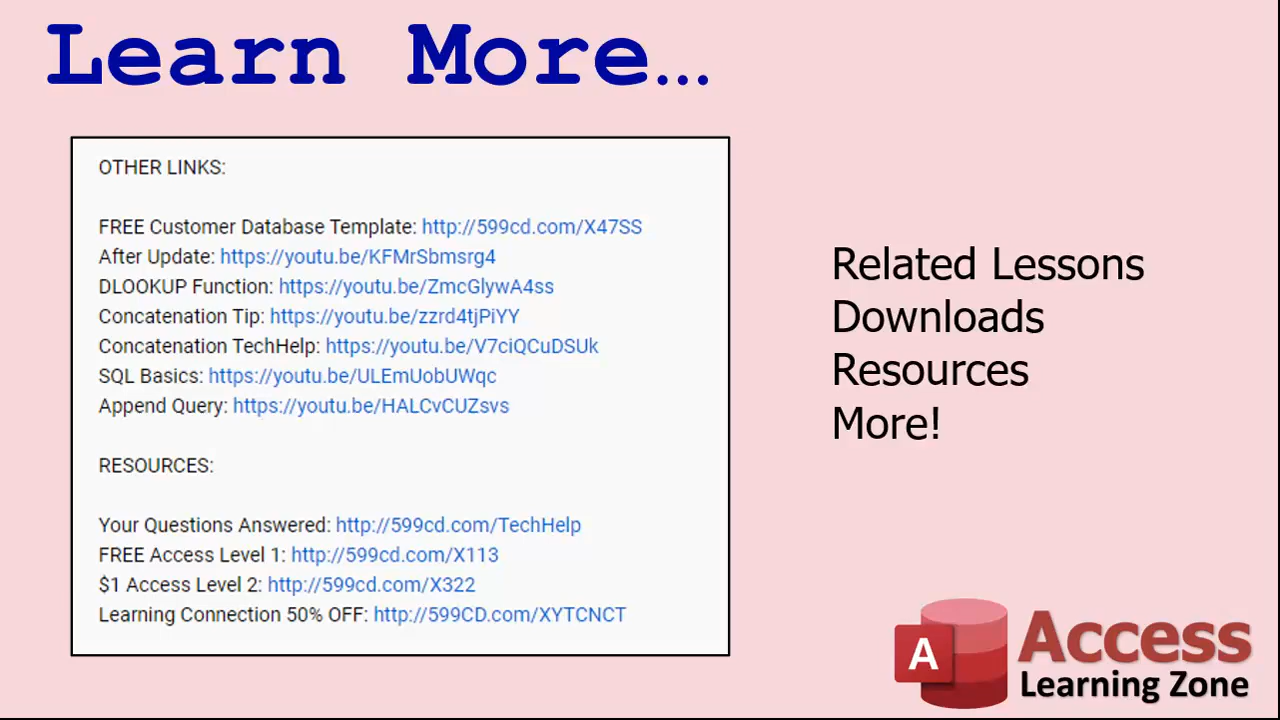 Learn More...
OTHER LINKS:
FREE Customer Database Template: http://599cd.com/X47SS
After Update: https://youtu.be/KFMrSbmsrg4
DLOOKUP Function: https://youtu.be/ZmcGlywA4ss
Concatenation Tip: https://youtu.be/zzrd4tjPiYY
Concatenation TechHelp: https://youtu.be/V7ciQCuDSUk
SQL Basics: https://youtu.be/ULEmUobUWqc
Append Query: https://youtu.be/HALCvCUZsvs
RESOURCES:
Your Questions Answered: http://599cd.com/TechHelp
FREE Access Level 1: http://599cd.com/X113
$1 Access Level 2: http://599cd.com/X322
Learning Connection 50% OFF: http://599CD.com/XYTCNCT
Related Lessons
Downloads
Resources
More!
A
Access
Learning Zone